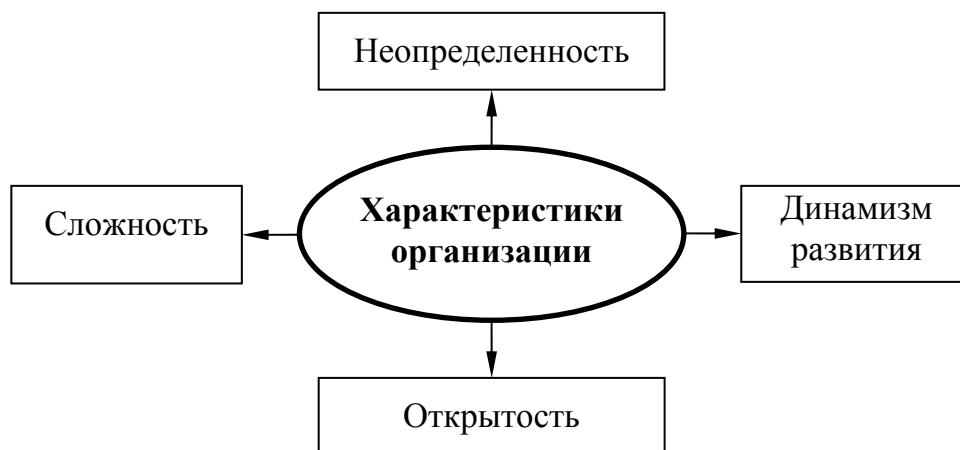 Неопределенность
Сложность
Характеристики
организации
Динамизм
развития
Открытость